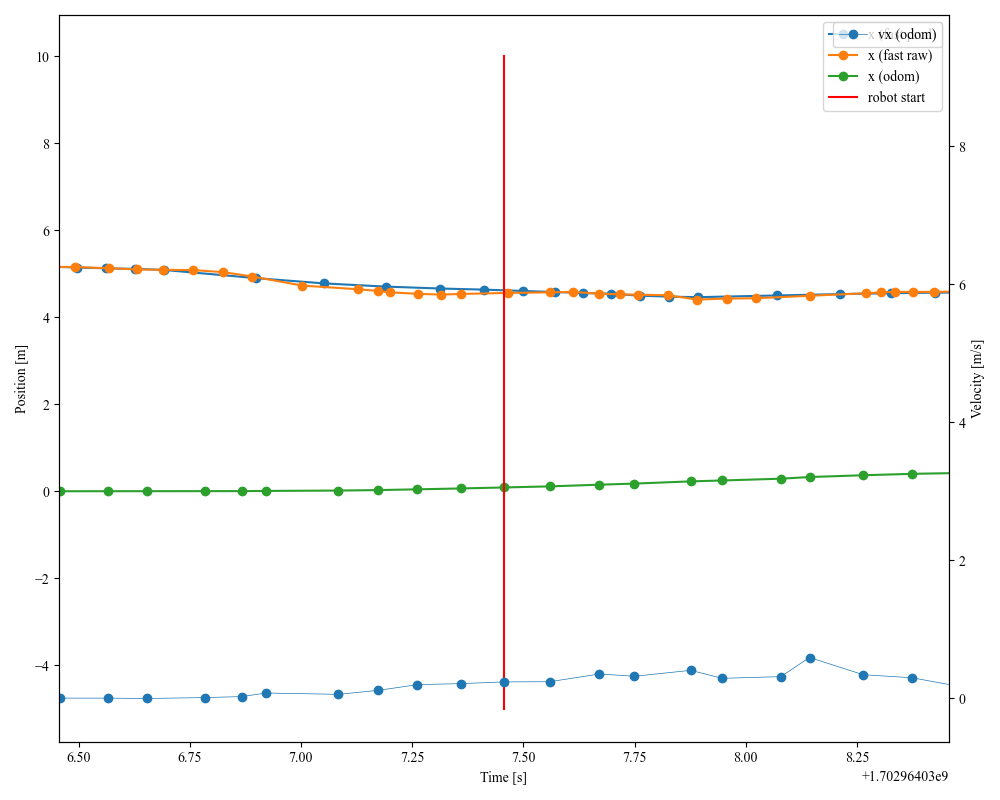 vx (odom)
x (fast raw)
x (odom)
robot start
10
8
6
4
2
0
−2
−4
Position [m]
8
6
4
2
0
Velocity [m/s]
6.50
6.75
7.00
7.25
7.50
7.75
8.00
8.25
+1.70296403e9
Time [s]